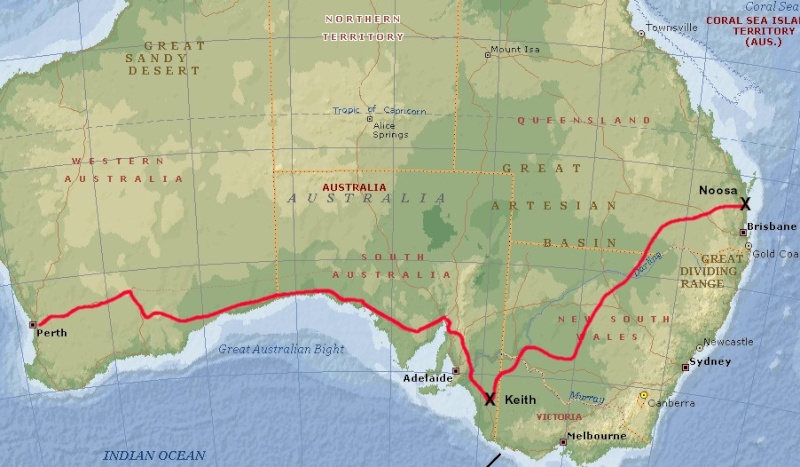 Coral Sea
NORTHERN
TERRITORY
CORAL SEA ISLAN
TERRITORY
(AUS.)
Townsville
GREAT
SANDY
DESERT
Mount Isa
Tropic of Capricorn
Alice
Springs
QUEENSLAND
WESTERN
AUSTRALIA
GREAT
AUSTRALIA
AUSTRALIA
Noosa
X
ARTESIAN
Brisbane
BASIN
Gold Coa
SOUTH
AUSTRALIA
Darling
GREAT
DIVIDING
RANGE
NEW SOUTH
WALES
Perth
Newcastle
Great Australian Bight
Sydney
Adelaide
X Keith
Murray
Canberra
VICTORIA
Melbourne
INDIAN OCEAN